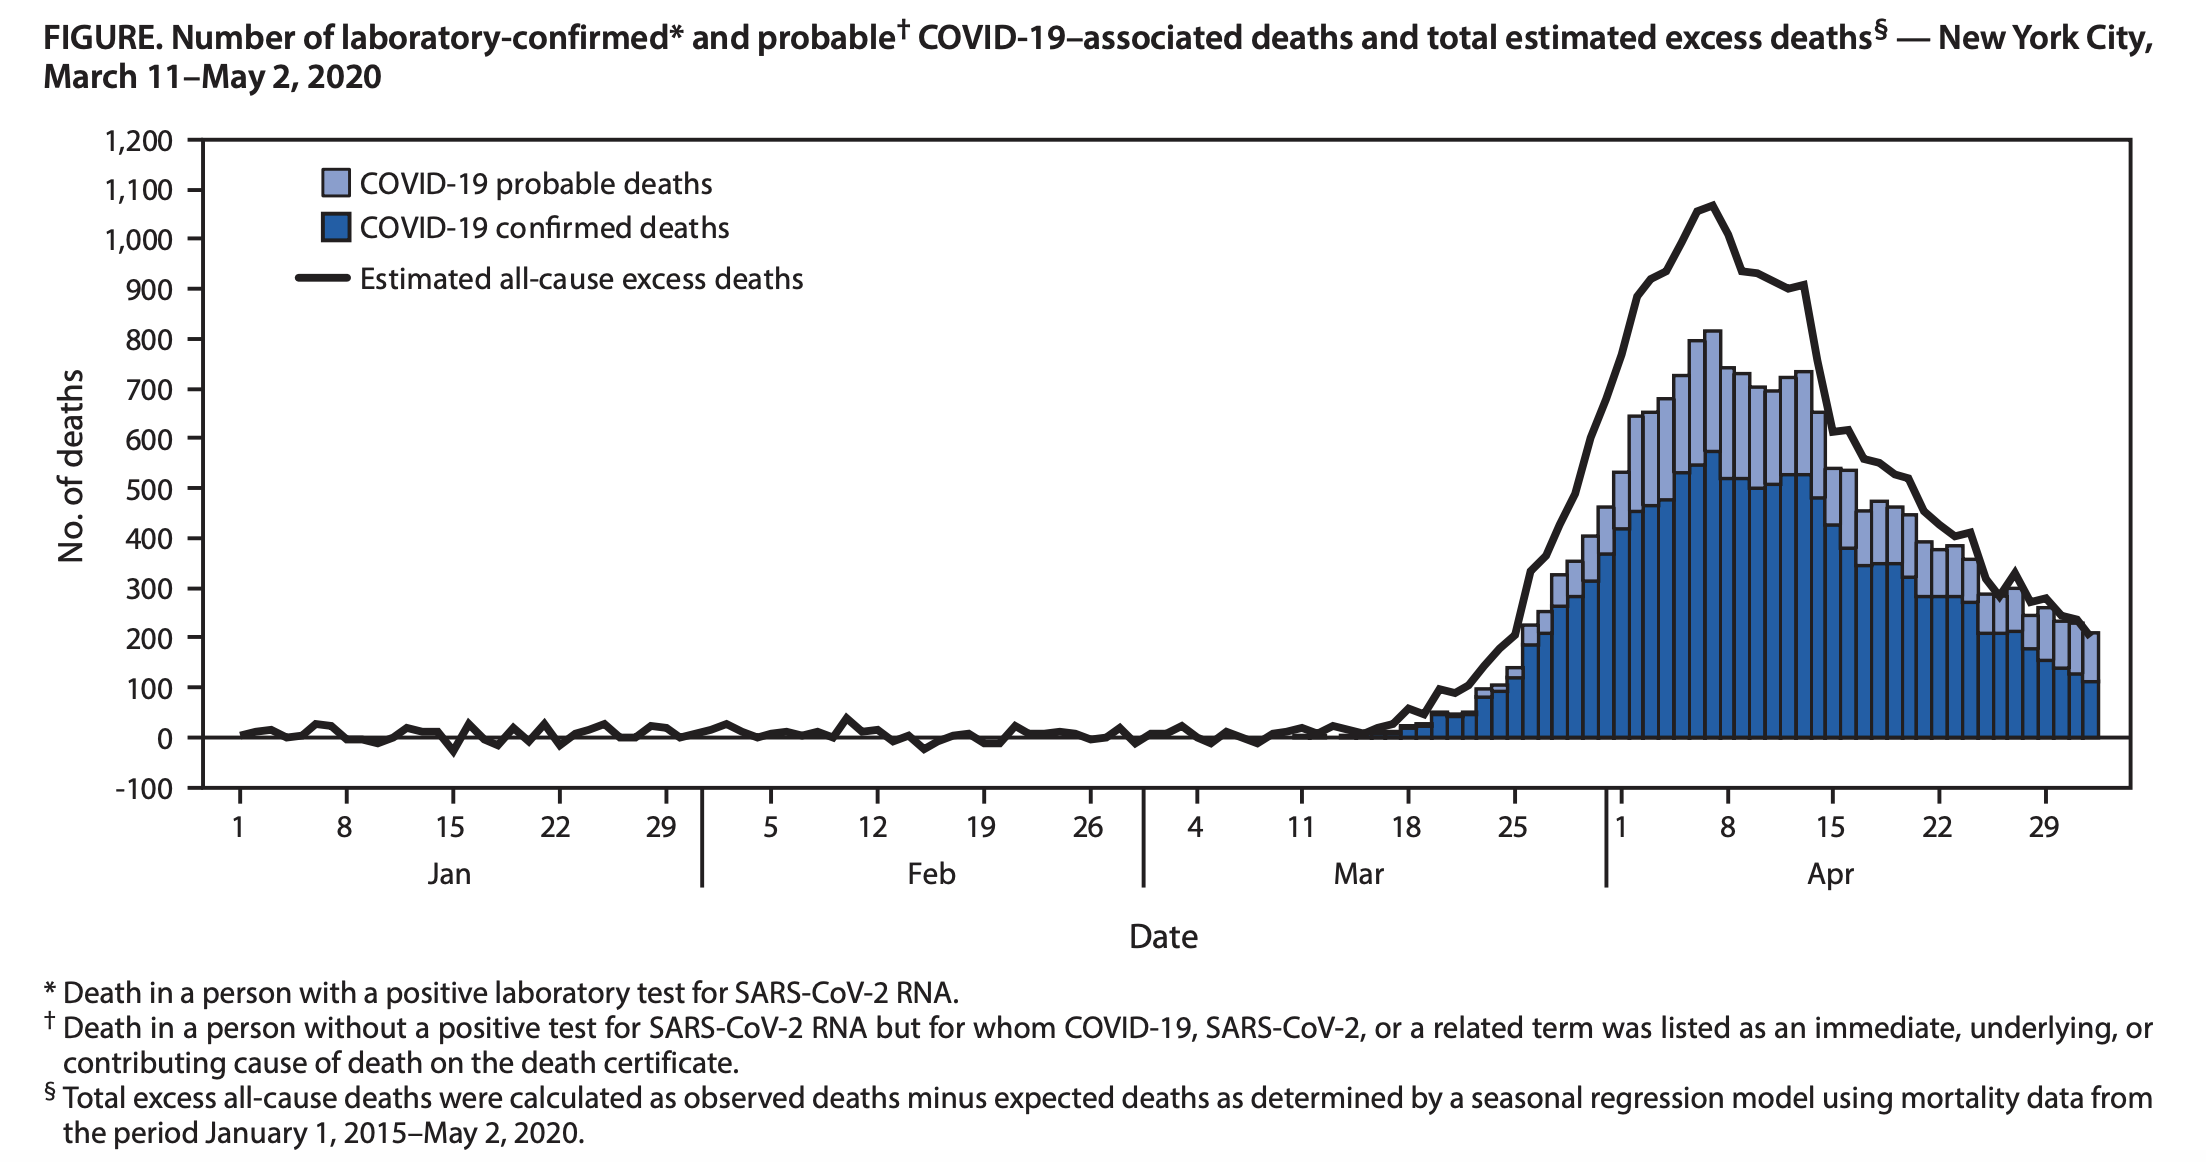 FIGURE. Number of laboratory-confirmed* and probable† COVID-19–associated deaths and total estimated excess deaths§ — New York City,
March 11–May 2, 2020
1,200
1,100
1,000
900
800
700
600
500
400
300
200
100
0
-100
No. of deaths
COVID-19 probable deaths
COVID-19 confirmed deaths
Estimated all-cause excess deaths
1 8 15 22 29 5 12 19 26 4 11 18 25 1 8 15 22 29
Jan Feb Mar Apr
Date
* Death in a person with a positive laboratory test for SARS-CoV-2 RNA.
† Death in a person without a positive test for SARS-CoV-2 RNA but for whom COVID-19, SARS-CoV-2, or a related term was listed as an immediate, underlying, or
contributing cause of death on the death certificate.
§ Total excess all-cause deaths were calculated as observed deaths minus expected deaths as determined by a seasonal regression model using mortality data from
the period January 1, 2015–May 2, 2020.